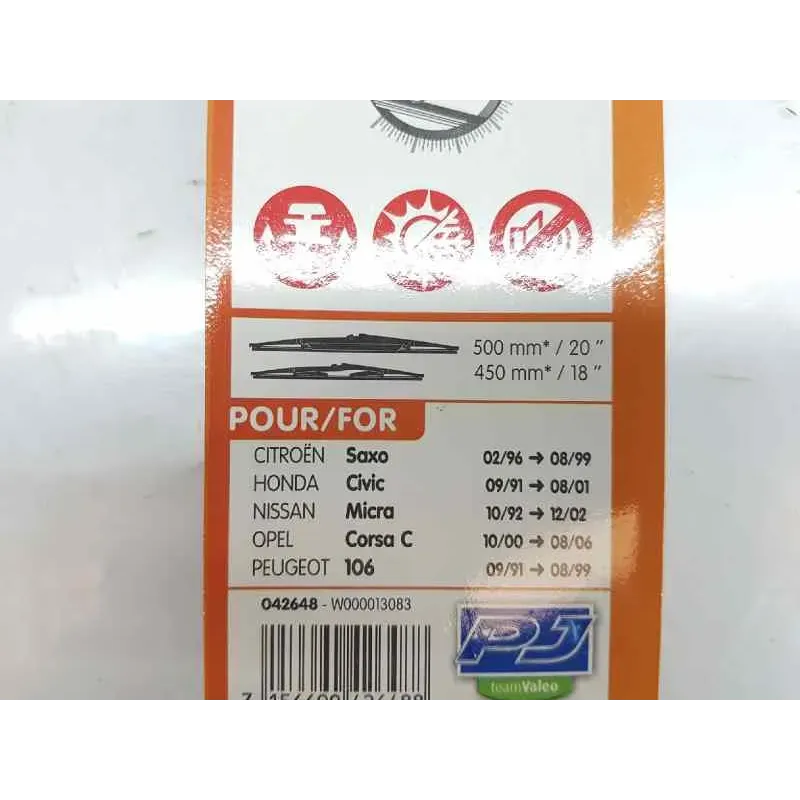 500 mm* / 20 "
450 mm* / 18 "
POUR/FOR
CITROËN Saxo 02/96 → 08/99
HONDA Civic 09/91 → 08/01
NISSAN Micra 10/92 → 12/02
OPEL Corsa C 10/00 → 08/06
PEUGEOT 106 09/91 → 08/99
042648 - W000013083
PJ
teamValeo